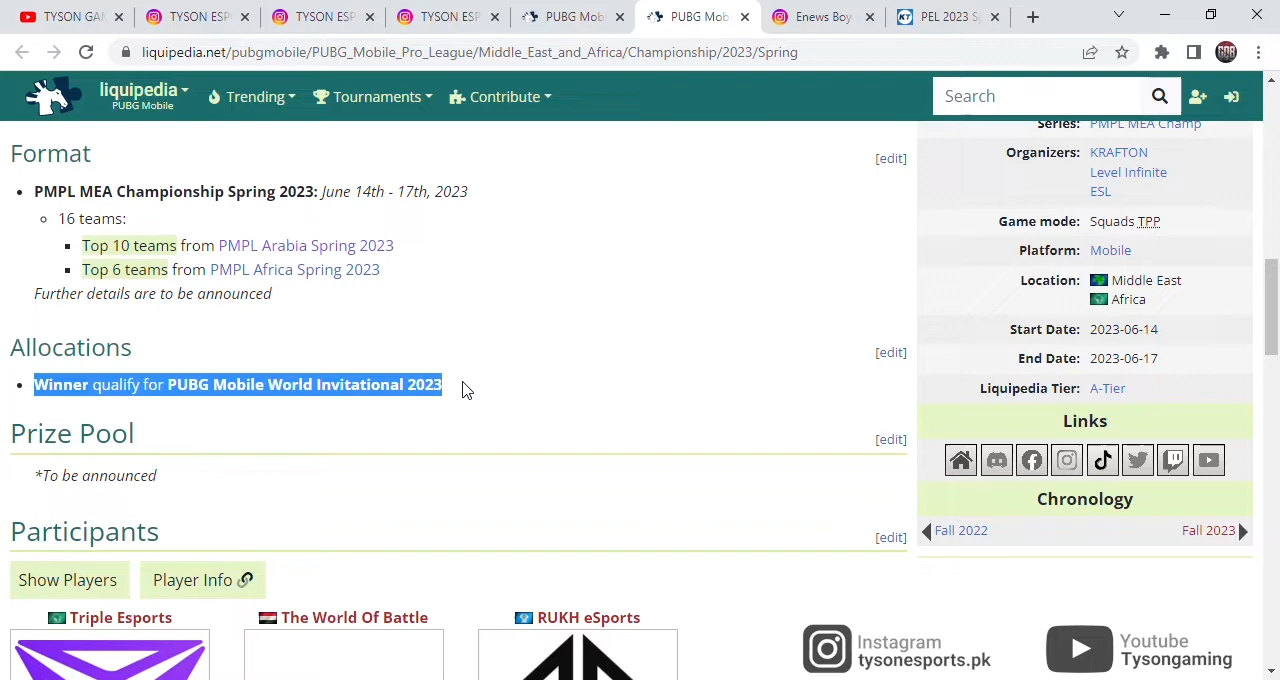 TYSON GA
TYSON ESP
TYSON ESP
TYSON ESP
PUBG Mob
PUBG Mob
Enews Boy
PEL 2023 S
liquipedia.net/pubgmobile/PUBG_Mobile_Pro_League/Middle_East_and_Africa/Championship/2023/Spring
liquipedia
PUBG Mobile
Trending
Tournaments
Contribute
Search
Format
[edit]
PMPL MEA Championship Spring 2023: June 14th - 17th, 2023
16 teams:
Top 10 teams from PMPL Arabia Spring 2023
Top 6 teams from PMPL Africa Spring 2023
Further details are to be announced
Allocations
[edit]
Winner qualify for PUBG Mobile World Invitational 2023
Prize Pool
[edit]
*To be announced
Participants
[edit]
Show Players
Player Info
Triple Esports
The World Of Battle
RUKH eSports
Series: PMPL MEA Champ
Organizers: KRAFTON
Level Infinite
ESL
Game mode: Squads TPP
Platform: Mobile
Location: Middle East
Africa
Start Date: 2023-06-14
End Date: 2023-06-17
Liquipedia Tier: A-Tier
Links
Chronology
Fall 2022
Fall 2023
Instagram
tysonesports.pk
Youtube
Tysongaming